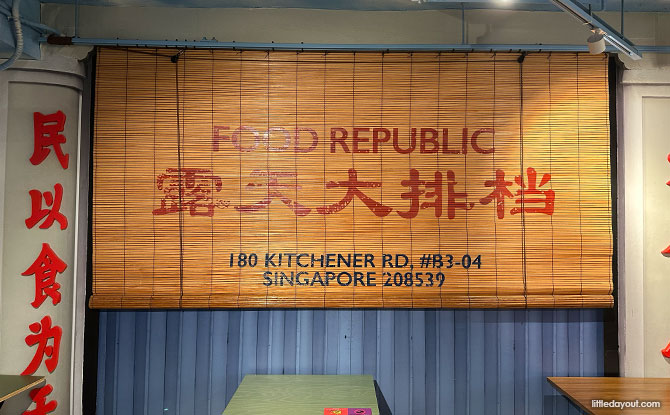 FOOD REPUBLIC
露天大排档
180 KITCHENER RD, #B3-04
SINGAPORE 208539
民以食为
littledayout.com